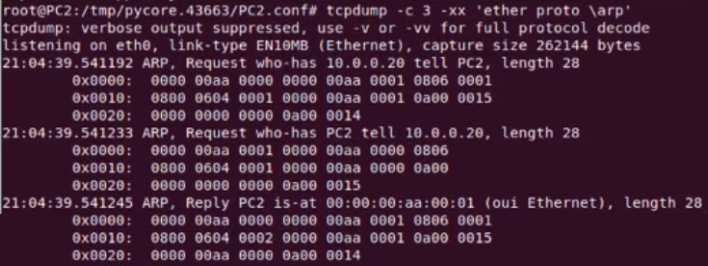 root@PC2:/tmp/pycore.43663/PC2.conf# tcpdump -c 3 -xx 'ether proto \arp'
tcpdump: verbose output suppressed, use -v or -vv for full protocol decode
listening on eth0, link-type EN10MB (Ethernet), capture size 262144 bytes
21:04:39.541192 ARP, Request who-has 10.0.0.20 tell PC2, length 28
0x0000:  0000 00aa 0000 0000 00aa 0001 0806 0001
0x0010:  0800 0604 0001 0000 00aa 0001 0a00 0015
0x0020:  0000 0000 0000 0a00 0014
21:04:39.541233 ARP, Request who-has PC2 tell 10.0.0.20, length 28
0x0000:  0000 00aa 0001 0000 00aa 0000 0806
0x0010:  0800 0604 0001 0000 00aa 0000 0a00
0x0020:  0000 0000 0000 0a00 0015
21:04:39.541245 ARP, Reply PC2 is-at 00:00:00:aa:00:01 (oui Ethernet), length 28
0x0000:  0000 00aa 0000 0000 00aa 0001 0806 0001
0x0010:  0800 0604 0002 0000 00aa 0001 0a00 0015
0x0020:  0000 00aa 0000 0a00 0014